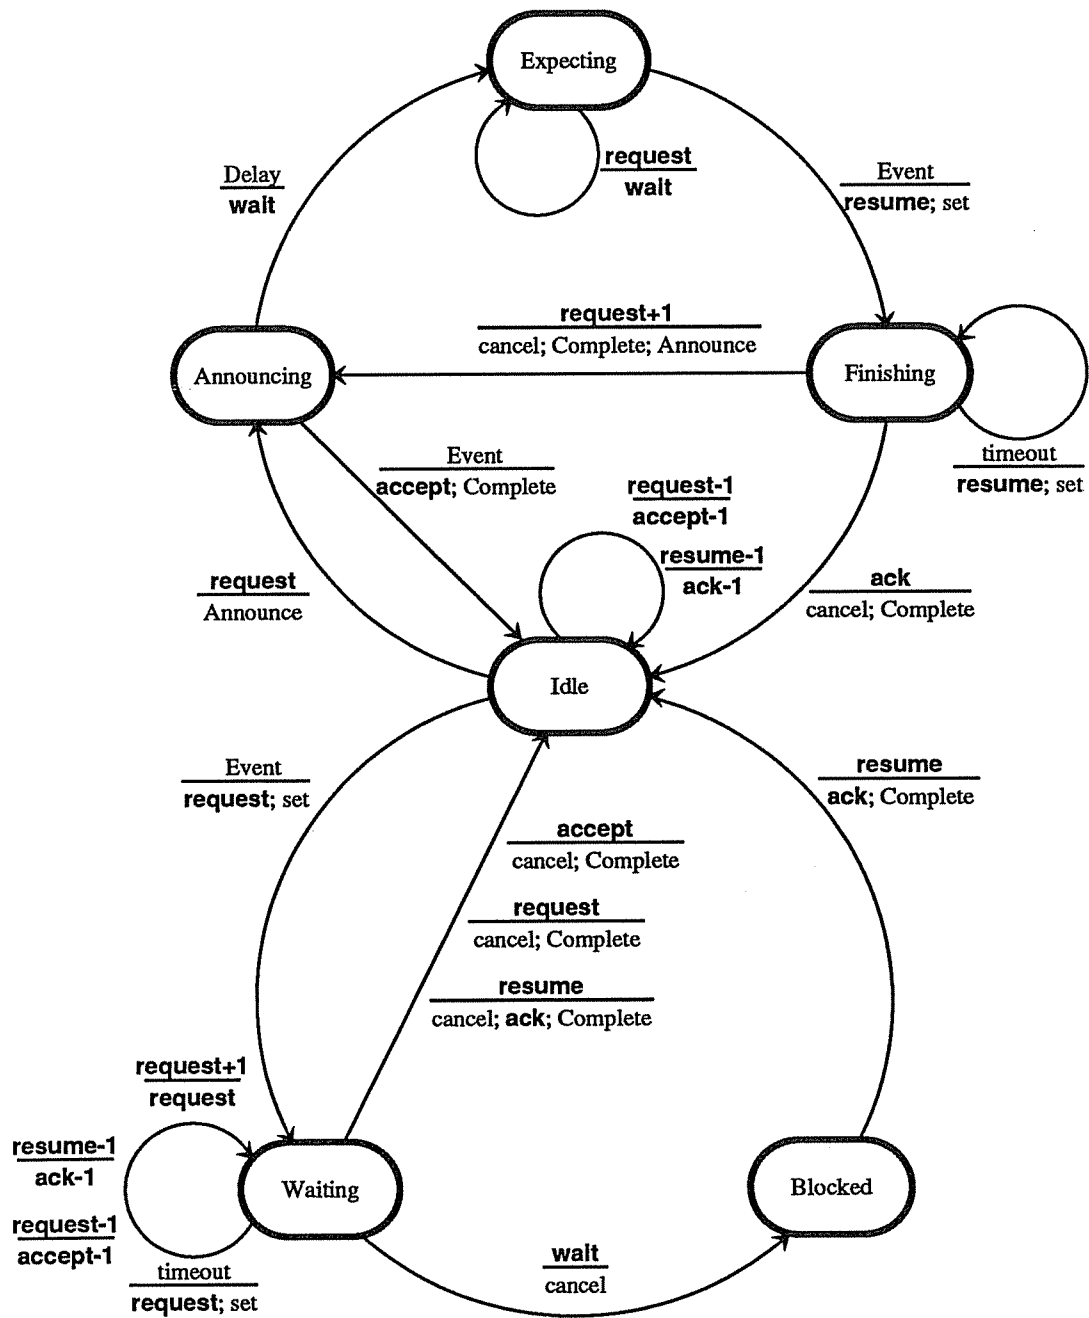 Expecting
request
wait
Delay
wait
Event
resume; set
request+1
cancel; Complete; Announce
Announcing
Finishing
Event
accept; Complete
timeout
resume; set
request-1
accept-1
resume-1
ack-1
request
Announce
ack
cancel; Complete
Idle
Event
request; set
resume
ack; Complete
accept
cancel; Complete
request
cancel; Complete
resume
cancel; ack; Complete
request+1
request
resume-1
ack-1
Waiting
Blocked
request-1
accept-1
timeout
request; set
wait
cancel